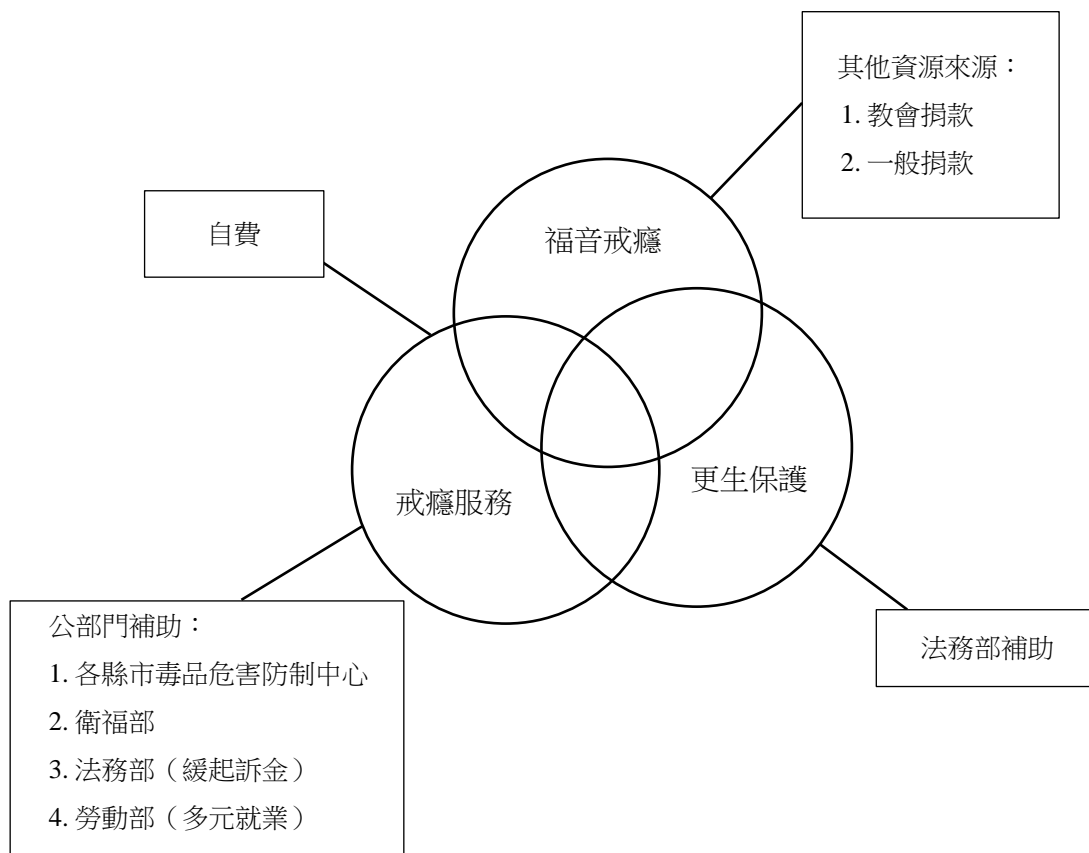 其他資源來源：
1. 教會捐款
2. 一般捐款
自費
福音戒癮
戒癮服務
更生保護
公部門補助：
1. 各縣市毒品危害防制中心
2. 衛福部
3. 法務部（緩起訴金）
4. 勞動部（多元就業）
法務部補助